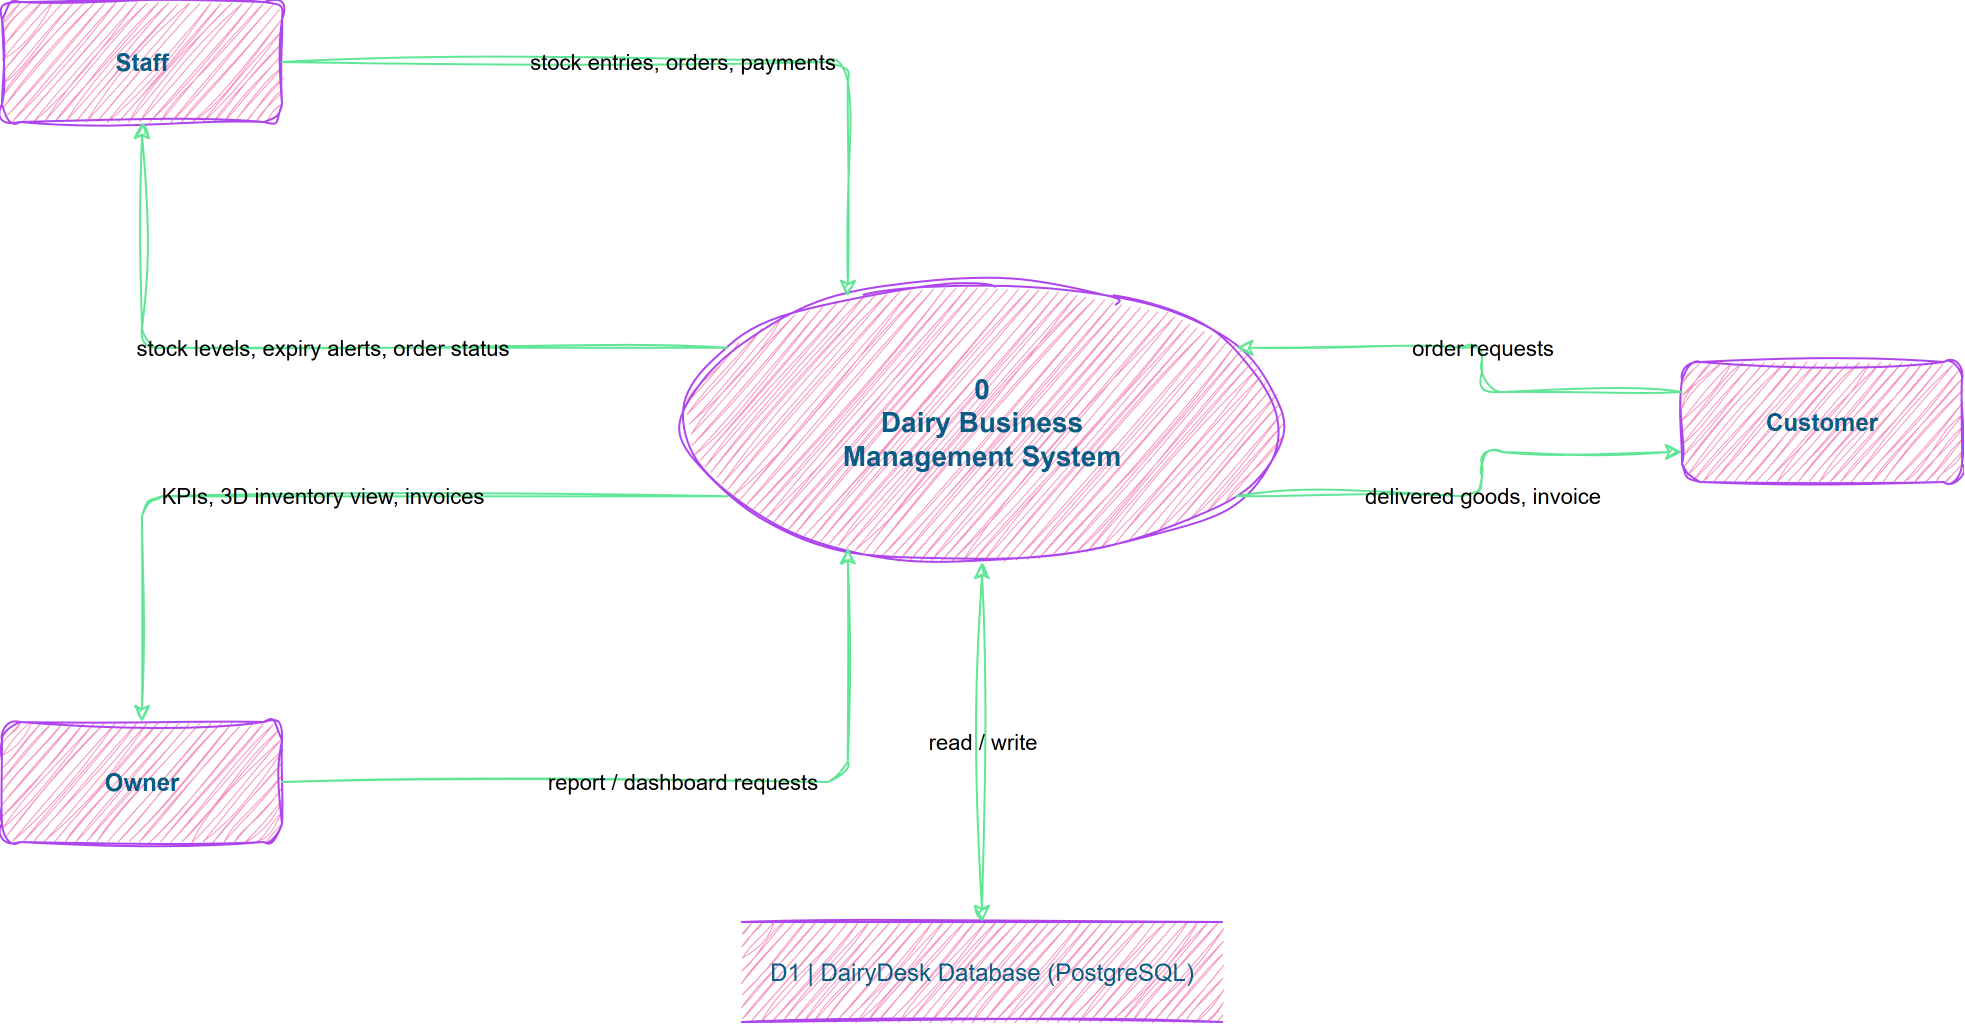 Staff
stock entries, orders, payments
stock levels, expiry alerts, order status
order requests
0
Dairy Business
Management System
Customer
KPIs, 3D inventory view, invoices
delivered goods, invoice
read / write
Owner
report / dashboard requests
D1 | DairyDesk Database (PostgreSQL)